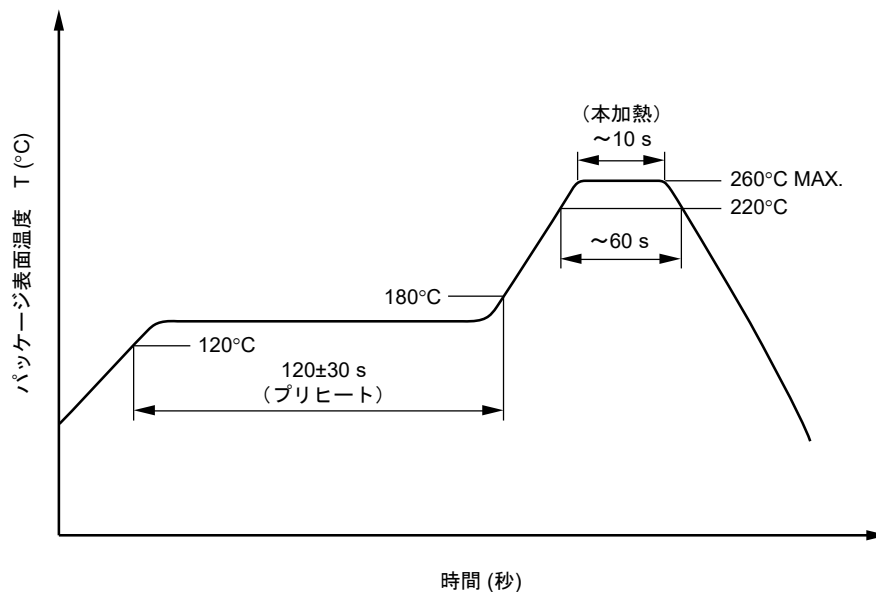 パッケージ表面温度 T (°C)
(本加熱)
～10 s
260°C MAX.
220°C
～60 s
180°C
120°C
120±30 s
(プリヒート)
時間 (秒)